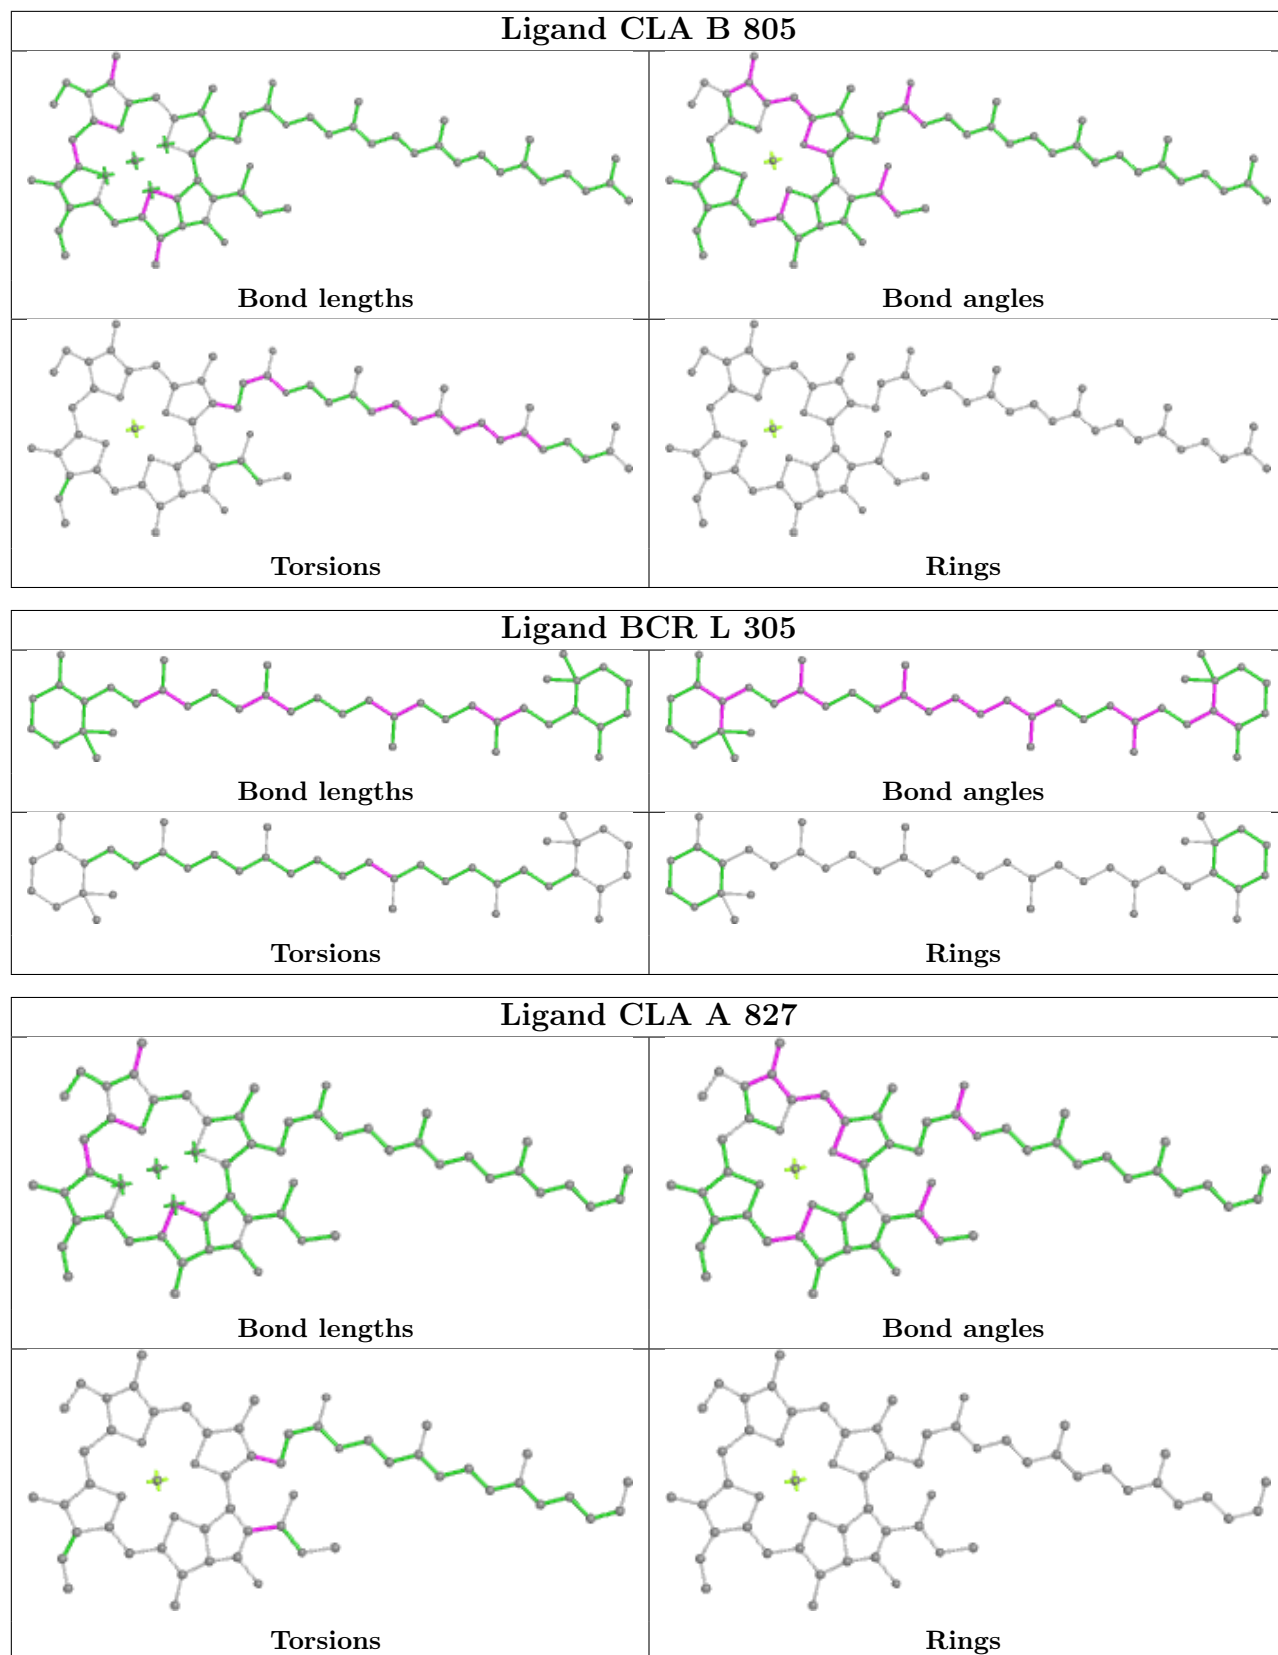 Ligand CLA B 805
Bond lengths
Bond angles
Torsions
Rings
Ligand BCR L 305
Bond lengths
Bond angles
Torsions
Rings
Ligand CLA A 827
Bond lengths
Bond angles
Torsions
Rings